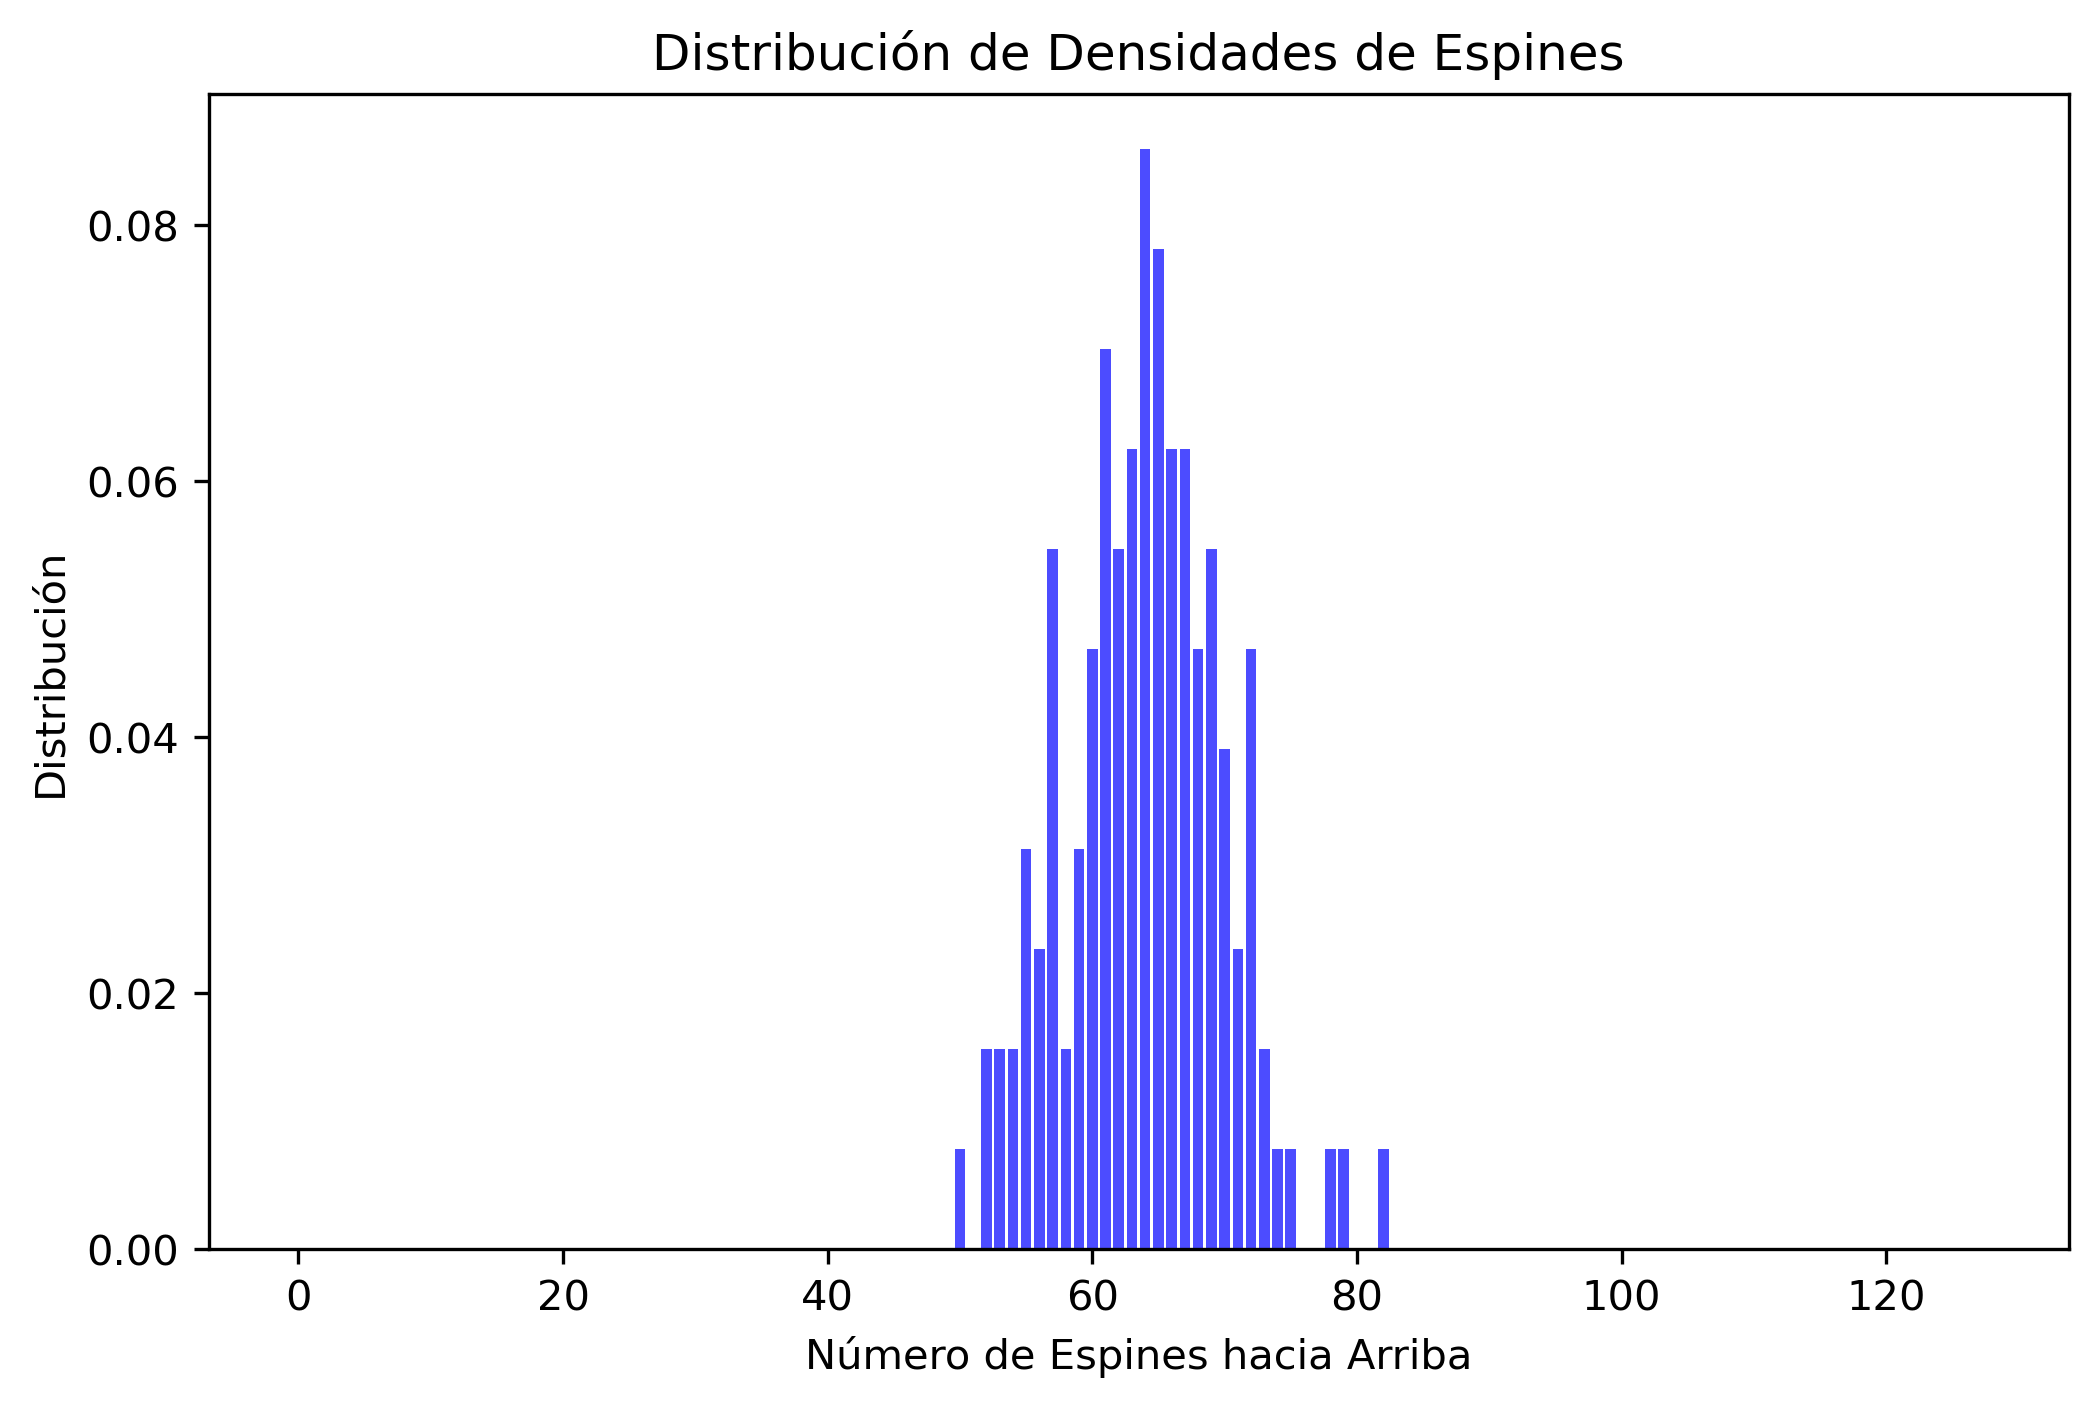 Distribución de Densidades de Espines
0.08
0.06
0.04
0.02
0.00
Distribución
0 20 40 60 80 100 120
Número de Espines hacia Arriba